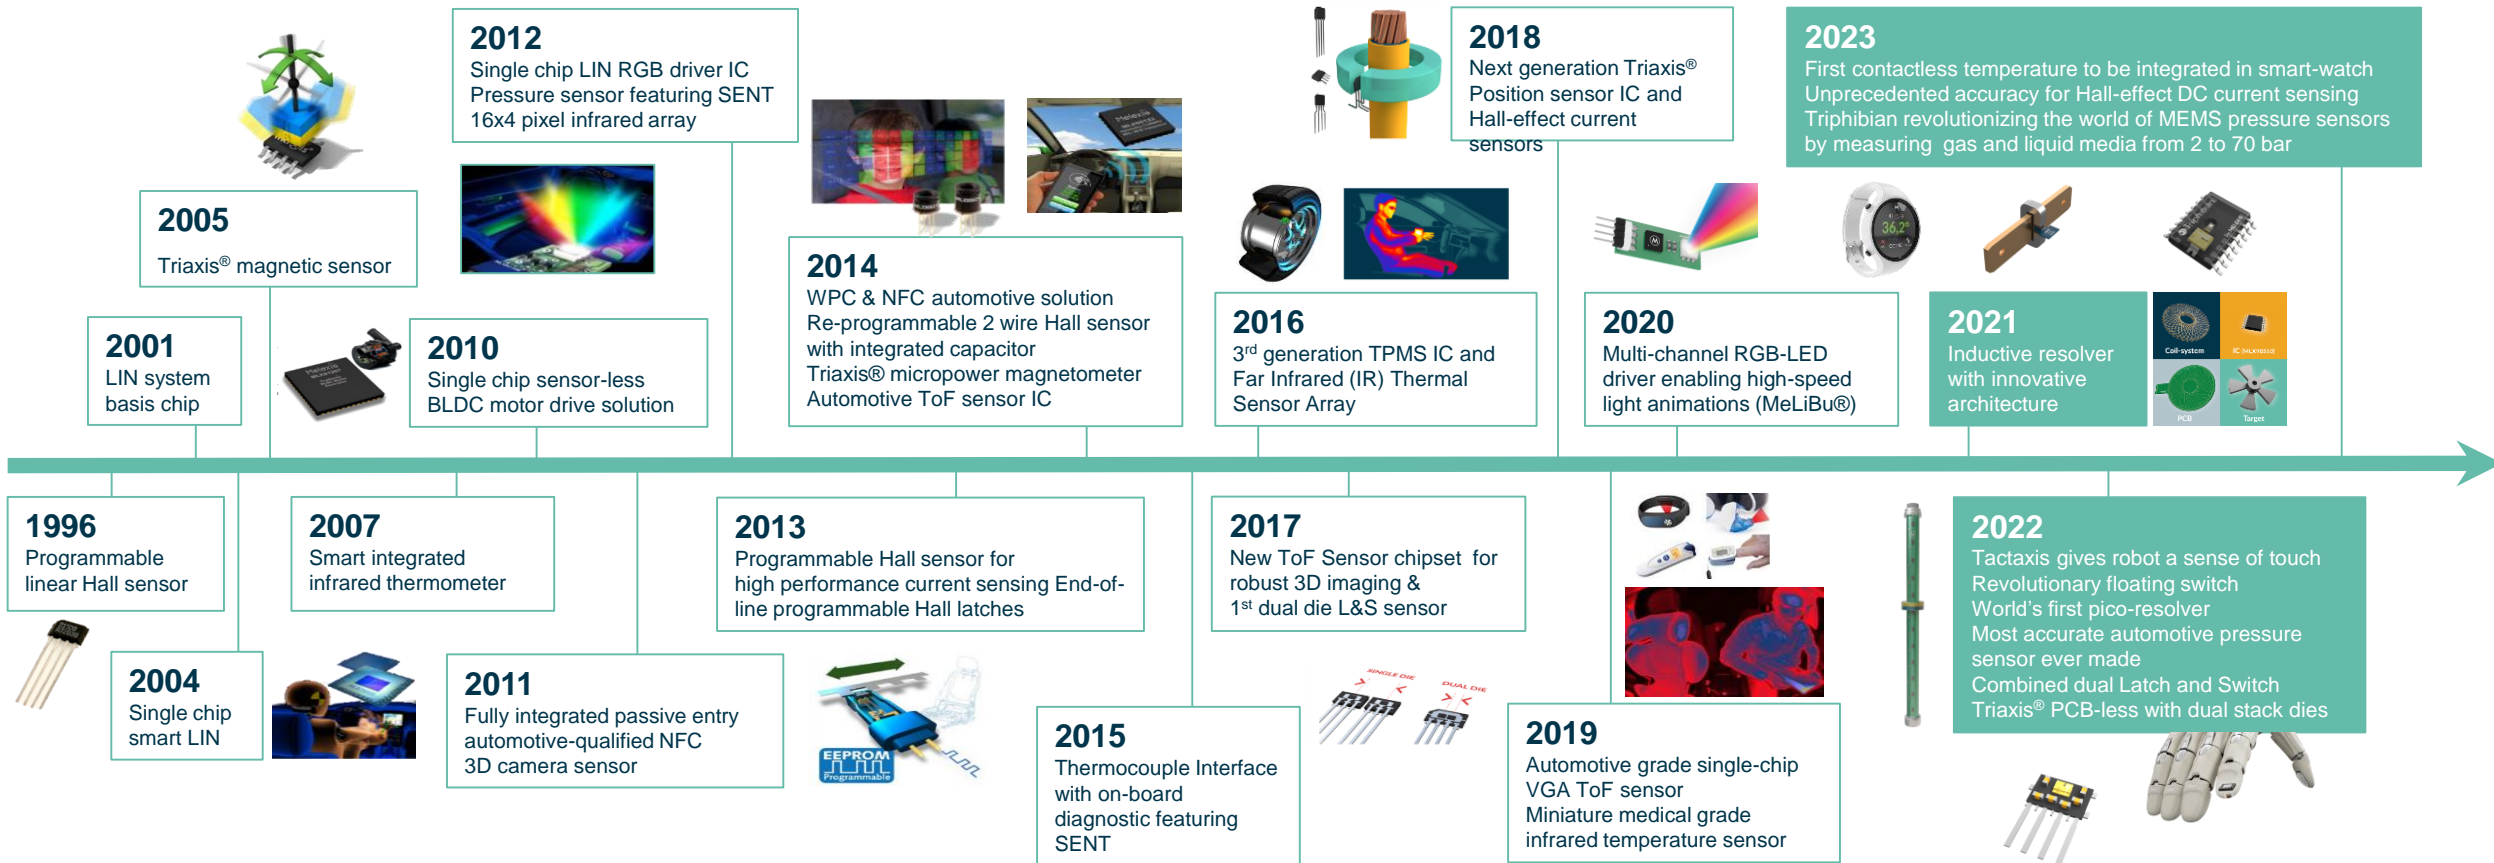 2012
Single chip LIN RGB driver IC
Pressure sensor featuring SENT
16x4 pixel infrared array
2018
Next generation Triaxis®
Position sensor IC and
Hall-effect current
sensors
2023
First contactless temperature to be integrated in smart-watch
Unprecedented accuracy for Hall-effect DC current sensing
Triphibian revolutionizing the world of MEMS pressure sensors
by measuring gas and liquid media from 2 to 70 bar
2005
Triaxis® magnetic sensor
Melexis
36,2°
2014
WPC & NFC automotive solution
Re-programmable 2 wire Hall sensor
with integrated capacitor
Triaxis® micropower magnetometer
Automotive ToF sensor IC
2001
LIN system
basis chip
Melexis
2010
Single chip sensor-less
BLDC motor drive solution
2016
3rd generation TPMS IC and
Far Infrared (IR) Thermal
Sensor Array
2020
Multi-channel RGB-LED
driver enabling high-speed
light animations (MeLiBu®)
2021
Inductive resolver
with innovative
architecture
Coil-system
IC
PCB
Target
1996
Programmable
linear Hall sensor
2007
Smart integrated
infrared thermometer
2013
Programmable Hall sensor for
high performance current sensing End-of-
line programmable Hall latches
2017
New ToF Sensor chipset for
robust 3D imaging &
1st dual die L&S sensor
2022
Tactaxis gives robot a sense of touch
Revolutionary floating switch
World's first pico-resolver
Most accurate automotive pressure
sensor ever made
Combined dual Latch and Switch
Triaxis® PCB-less with dual stack dies
2004
Single chip
smart LIN
2011
Fully integrated passive entry
automotive-qualified NFC
3D camera sensor
EEPROM
Programmable
SINGLE DIE
DUAL DIE
2015
Thermocouple Interface
with on-board
diagnostic featuring
SENT
2019
Automotive grade single-chip
VGA ToF sensor
Miniature medical grade
infrared temperature sensor